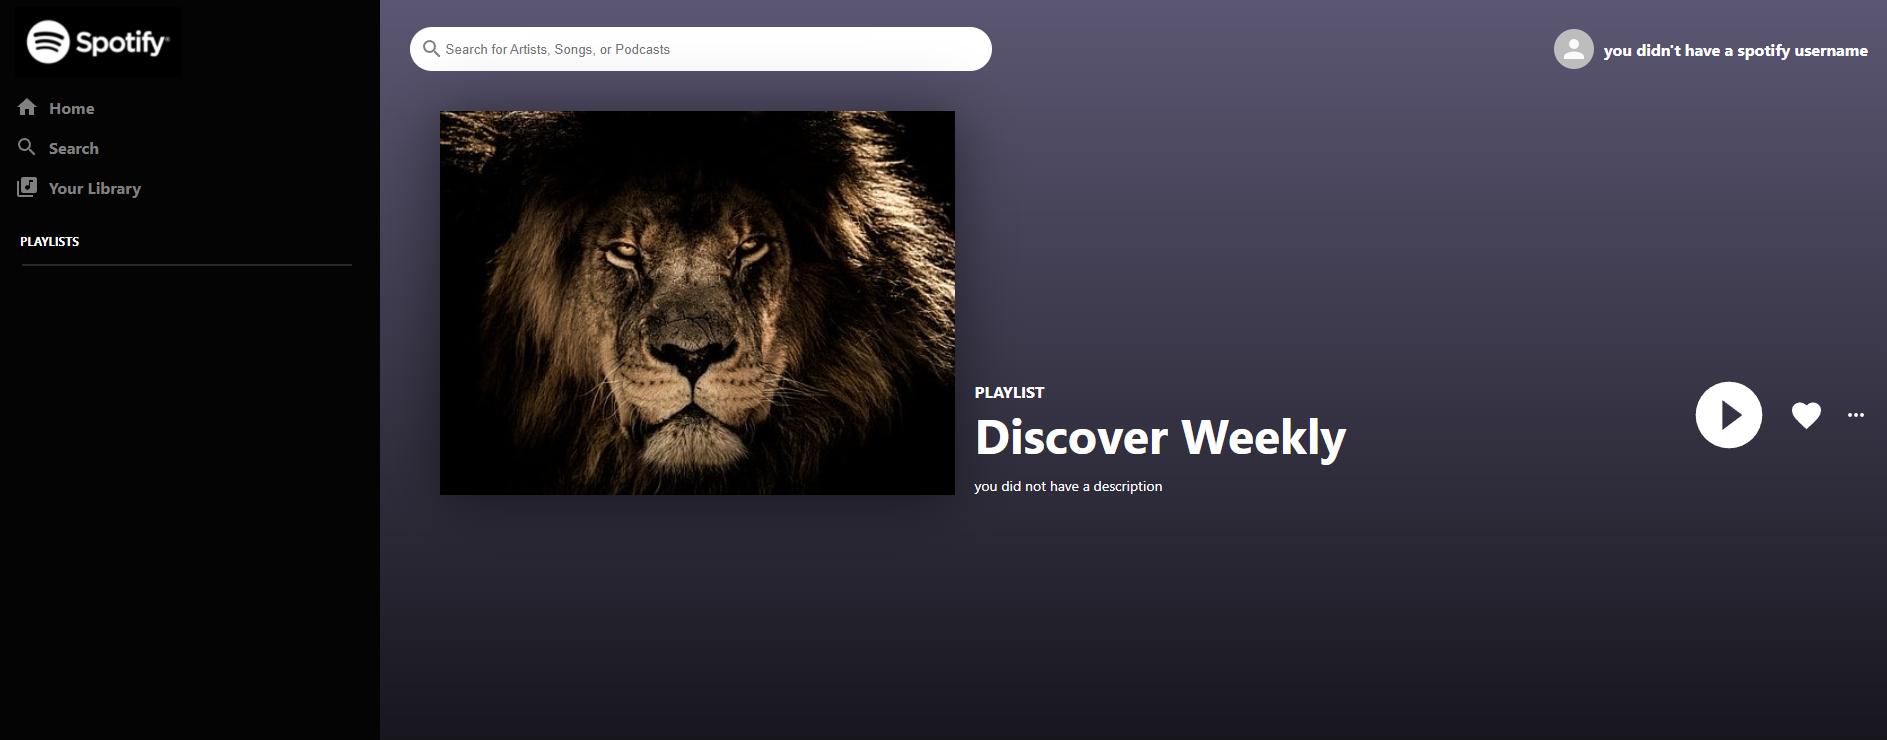 Spotify®
Home
Search
Your Library
PLAYLISTS
Search for Artists, Songs, or Podcasts
you didn't have a spotify username
PLAYLIST
Discover Weekly
you did not have a description